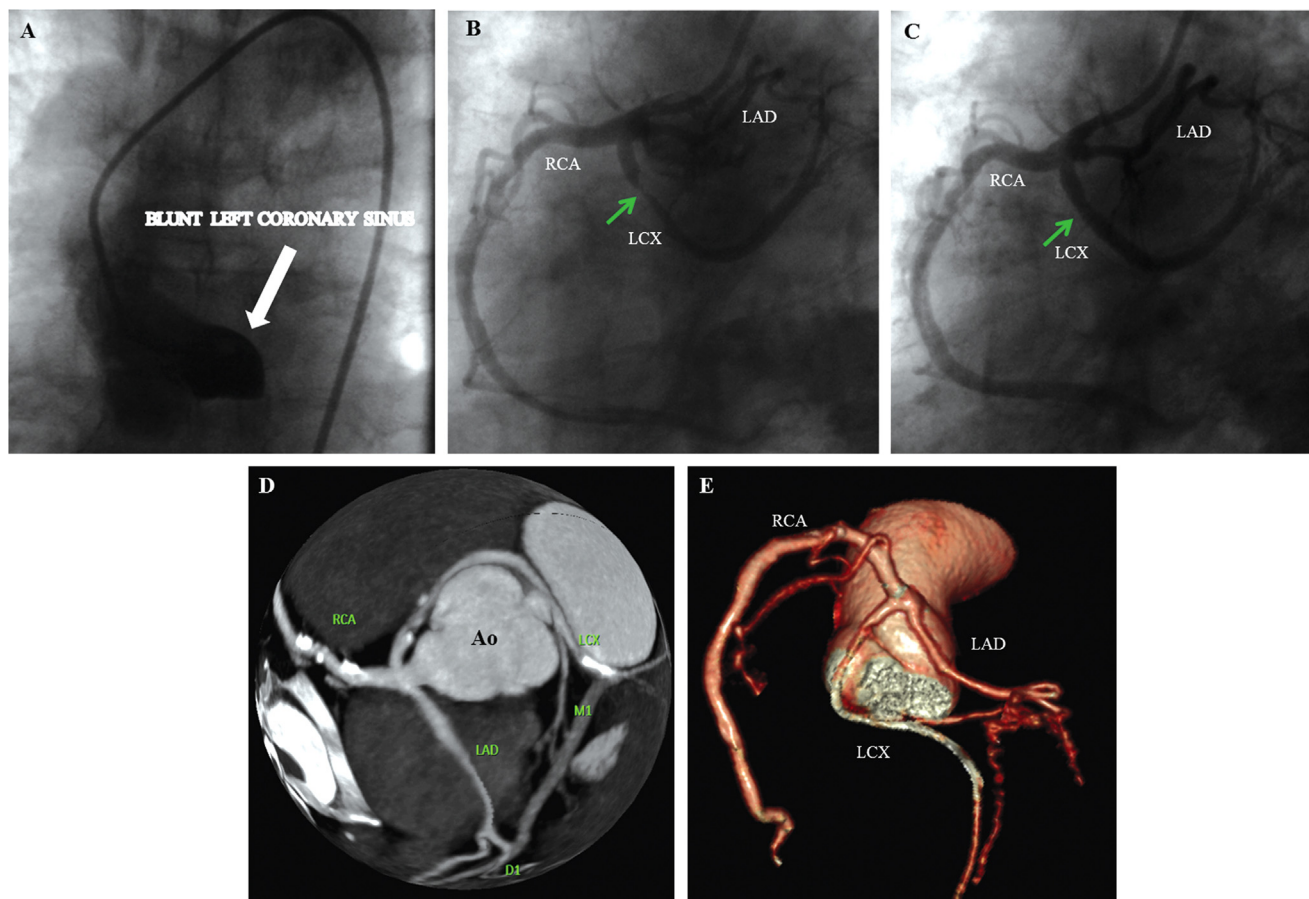 A
BLUNT LEFT CORONARY SINUS
B
RCA
LAD
LCX
C
RCA
LAD
LCX
D
RCA
Ao
LCX
M1
LAD
D1
E
RCA
LAD
LCX